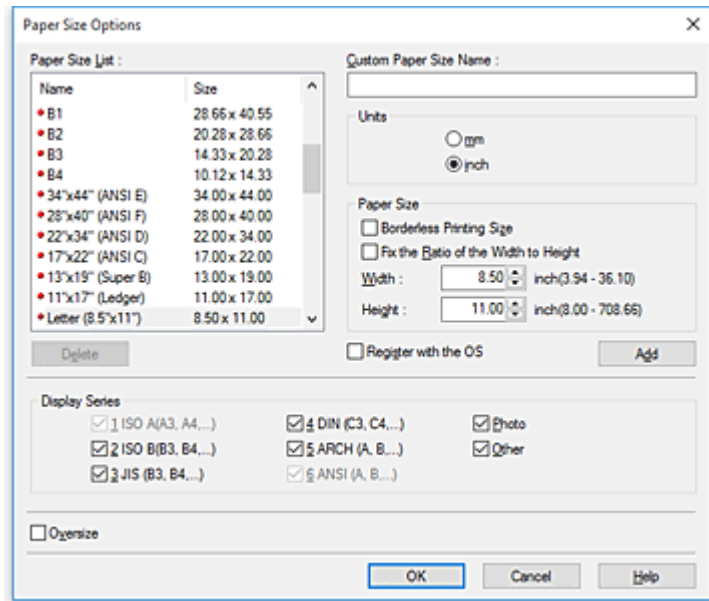 Paper Size Options
Paper Size List :
Name Size
B1 28.66 x 40.55
B2 20.28 x 28.66
B3 14.33 x 20.28
B4 10.12 x 14.33
34"x44" (ANSI E) 34.00 x 44.00
28"x40" (ANSI F) 28.00 x 40.00
22"x34" (ANSI D) 22.00 x 34.00
17"x22" (ANSI C) 17.00 x 22.00
13"x19" (Super B) 13.00 x 19.00
11"x17" (Ledger) 11.00 x 17.00
Letter (8.5"x11") 8.50 x 11.00
Delete
Custom Paper Size Name :
Units
mm
inch
Paper Size
Borderless Printing Size
Fix the Ratio of the Width to Height
Width : 8.50 inch(3.94 - 36.10)
Height : 11.00 inch(8.00 - 708.66)
Register with the OS Add
Display Series
1 ISO A(A3, A4,...) 4 DIN (C3, C4,...) Photo
2 ISO B(B3, B4,...) 5 ARCH (A, B,...) Other
3 JIS (B3, B4,...) 6 ANSI (A, B,...)
Oversize
OK Cancel Help